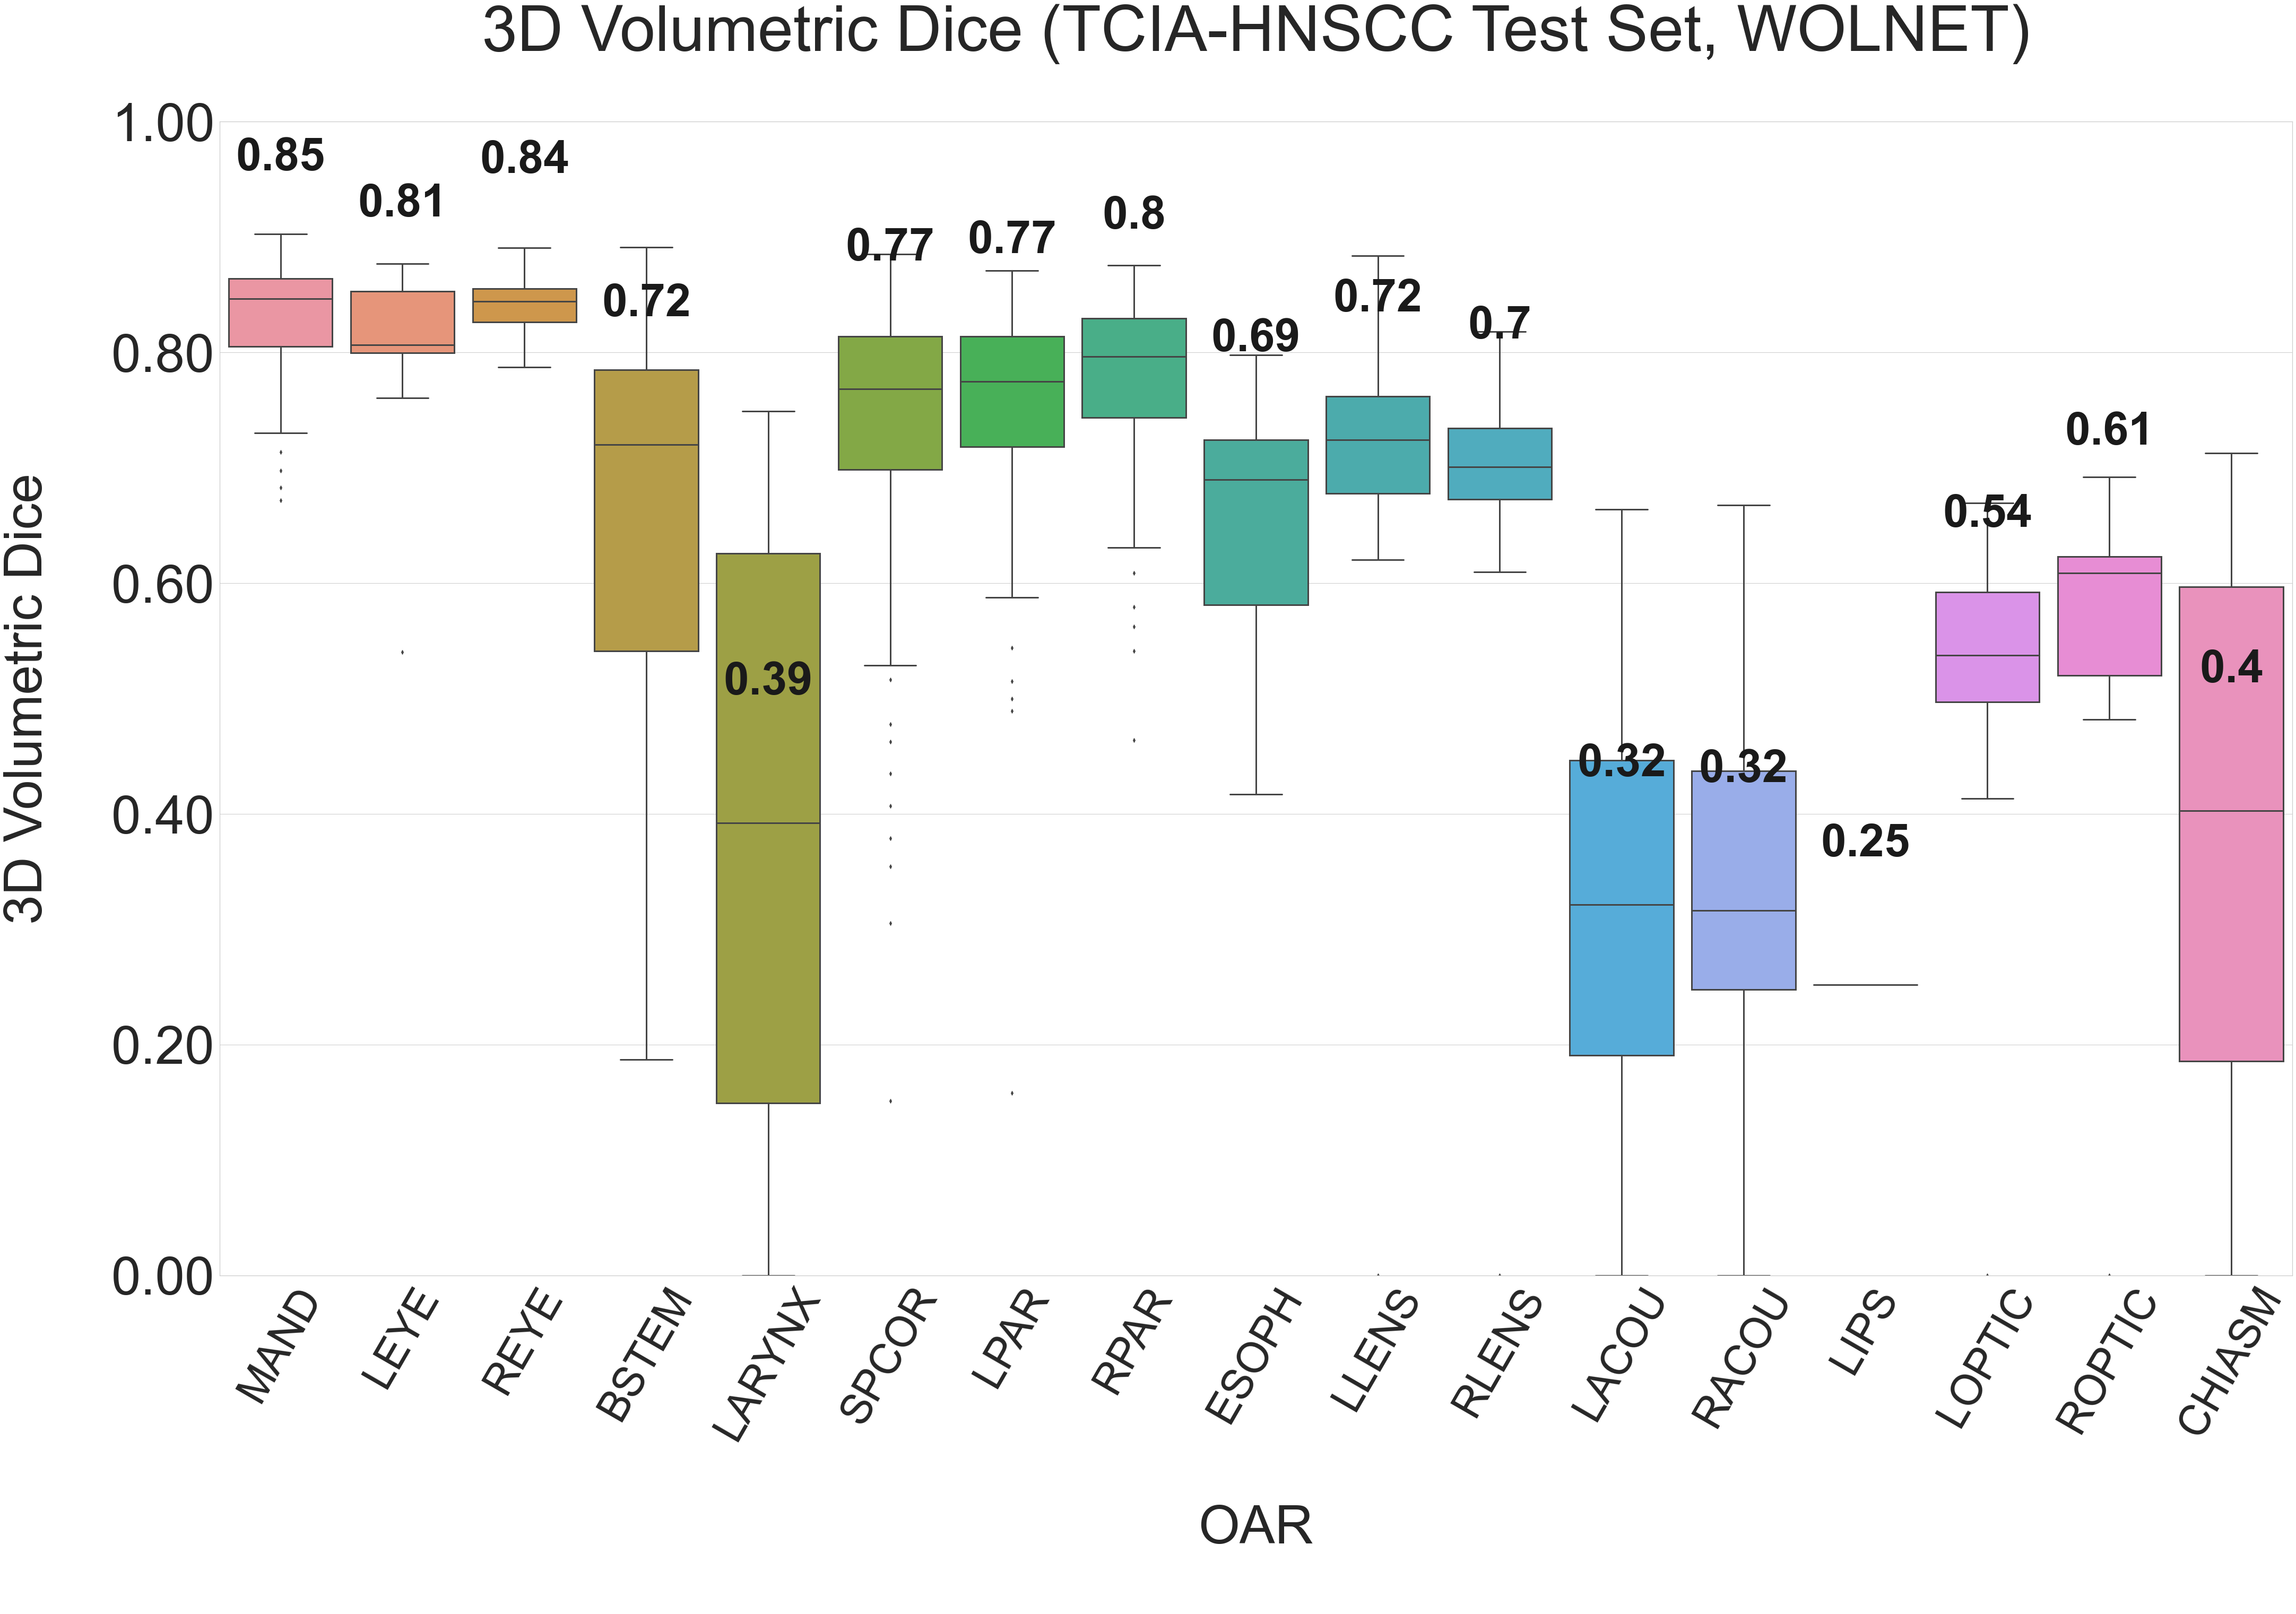 3D Volumetric Dice (TCIA-HNSCC Test Set, WOLNET)
3D Volumetric Dice
1.00
0.80
0.60
0.40
0.20
0.00
0.85
0.81
0.84
0.72
0.39
0.77
0.77
0.8
0.69
0.72
0.7
0.32
0.32
0.25
0.54
0.61
0.4
MAND
LEYE
REYE
BSTEM
LARYNX
SPCOR
LPAR
RPAR
ESOPH
LLENS
RLENS
LACOU
RACOU
LIPS
LOPTIC
ROPTIC
CHIASM
OAR